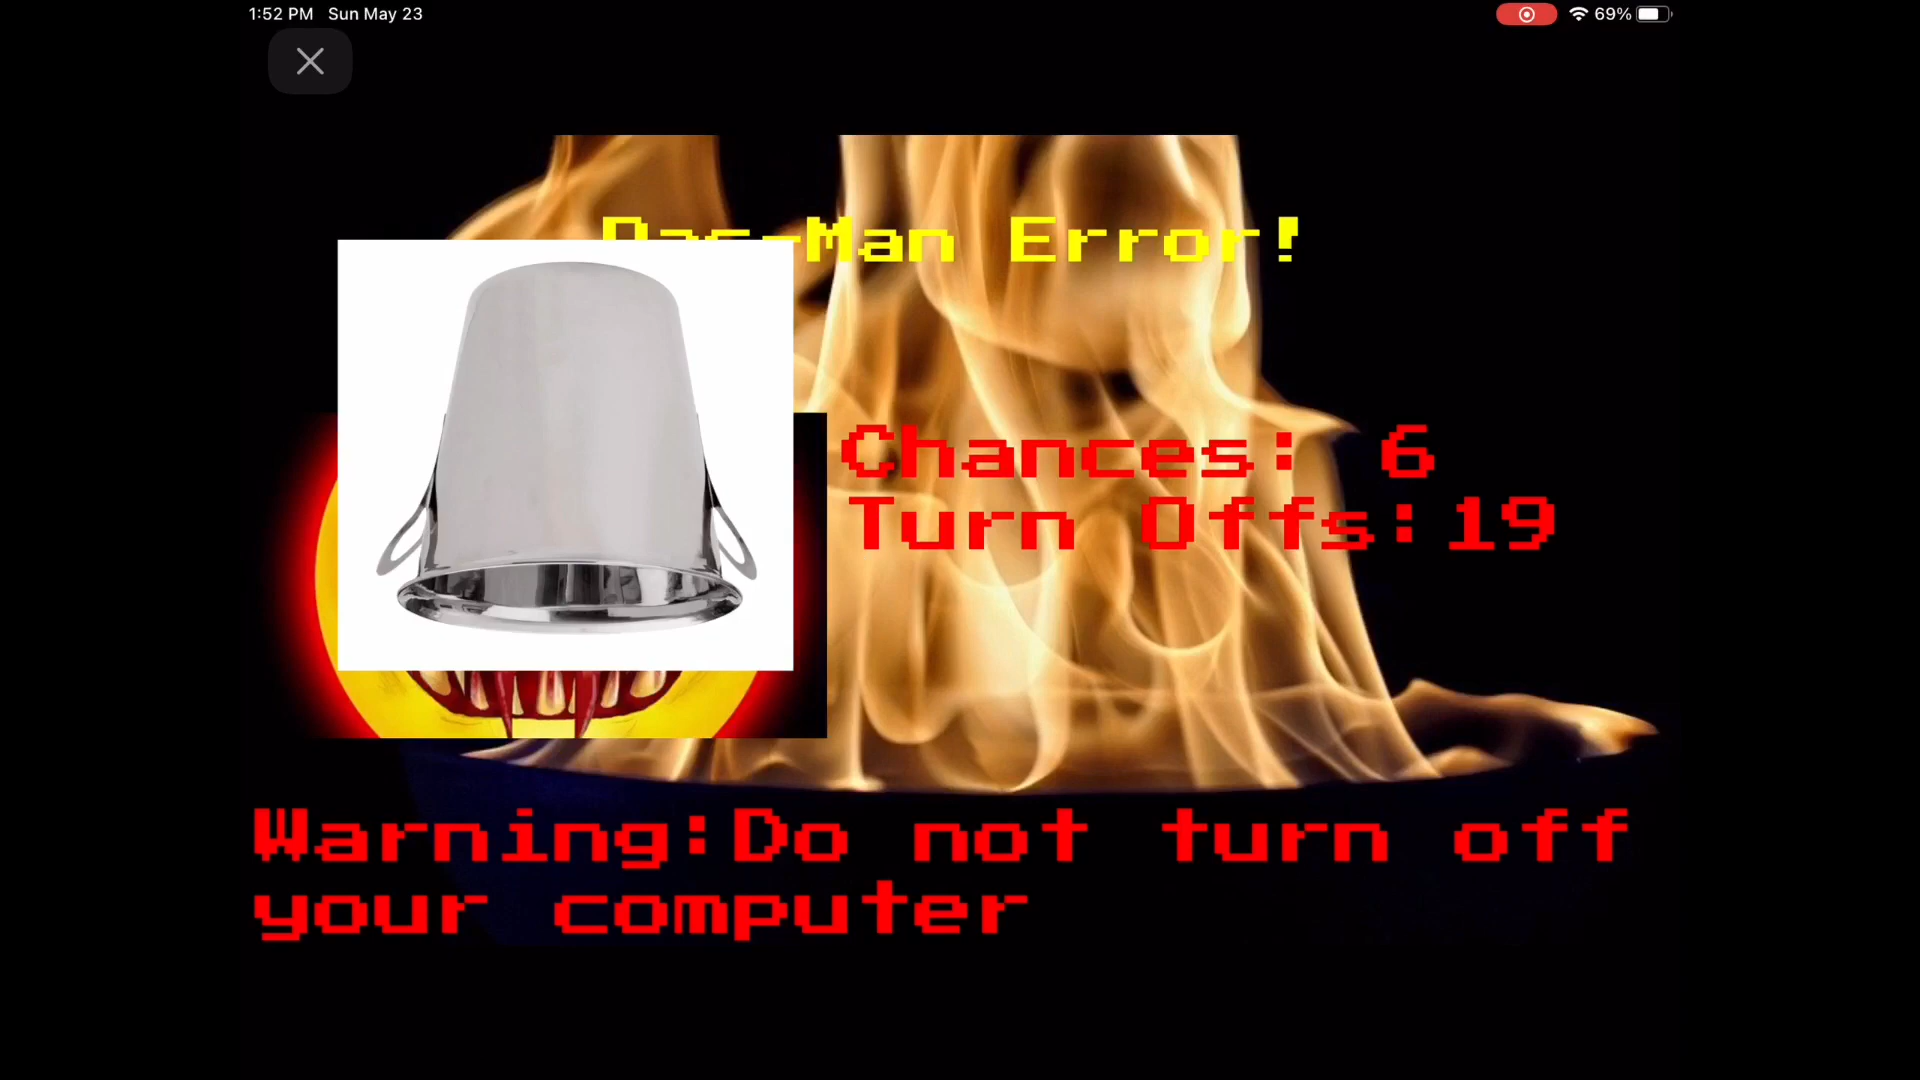 1:52 PM Sun May 23
69%
Pac-Man Error!
Chances: 6
Turn Offs:19
Warning:Do not turn off
your computer